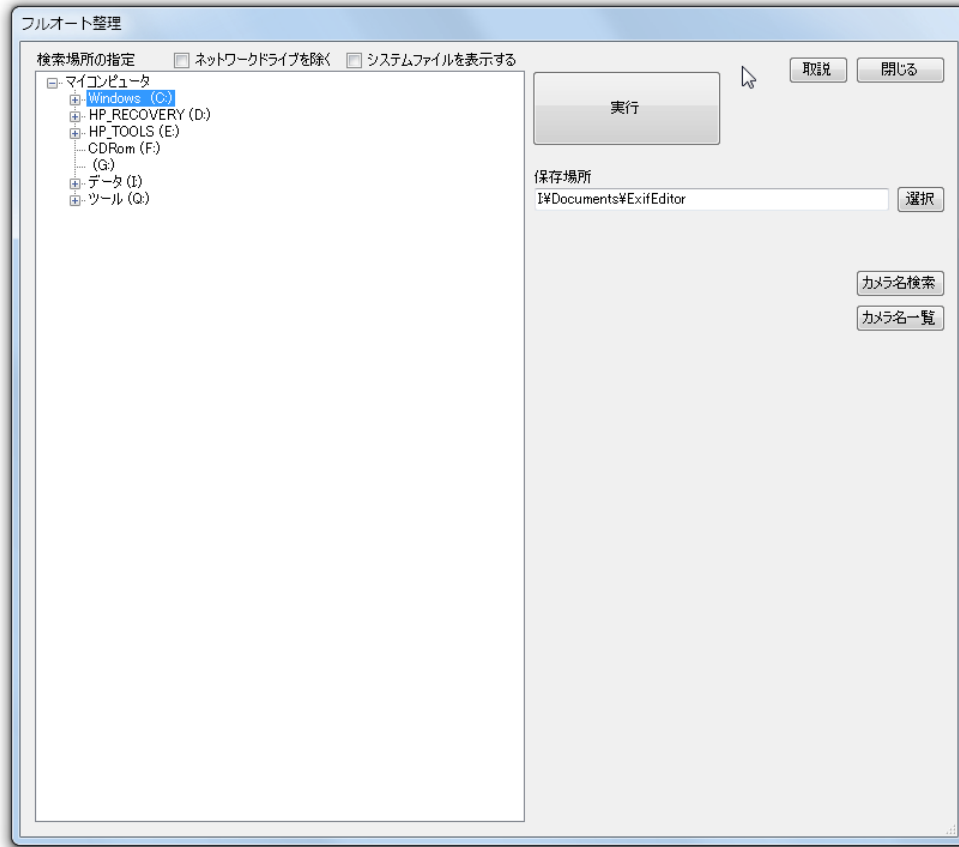 フルオート整理
検索場所の指定 ネットワークドライブを除く システムファイルを表示する
マイコンピュータ
Windows (C:)
HP_RECOVERY (D:)
HP_TOOLS (E:)
CDRom (F:)
(G:)
データ (I:)
ツール (Q:)
実行
取説
閉じる
保存場所
I:¥Documents¥ExifEditor
選択
カメラ名検索
カメラ名一覧